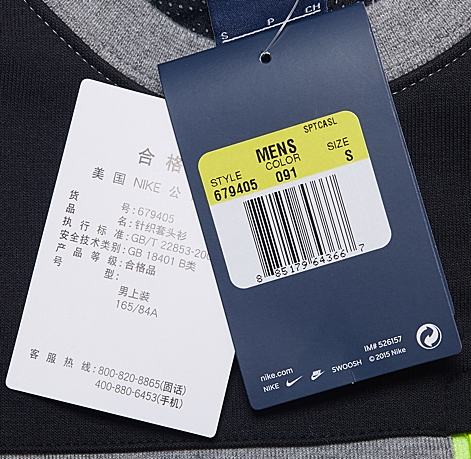 S P CH
合格
美国 NIKE 公
货 号:679405
品 名:针织套头衫
执行标准:GB/T 22853-20
安全技术类别:GB 18401 B类
产品等级:合格品
号 型:
男上装
165/84A
客服热线:800-820-8865(固话)
400-880-6453(手机)
SPTCASL
MENS
STYLE COLOR SIZE
679405 091 S
8 85179 64366 7
IM# 526157
nike.com
NIKE SWOOSH © 2015 Nike